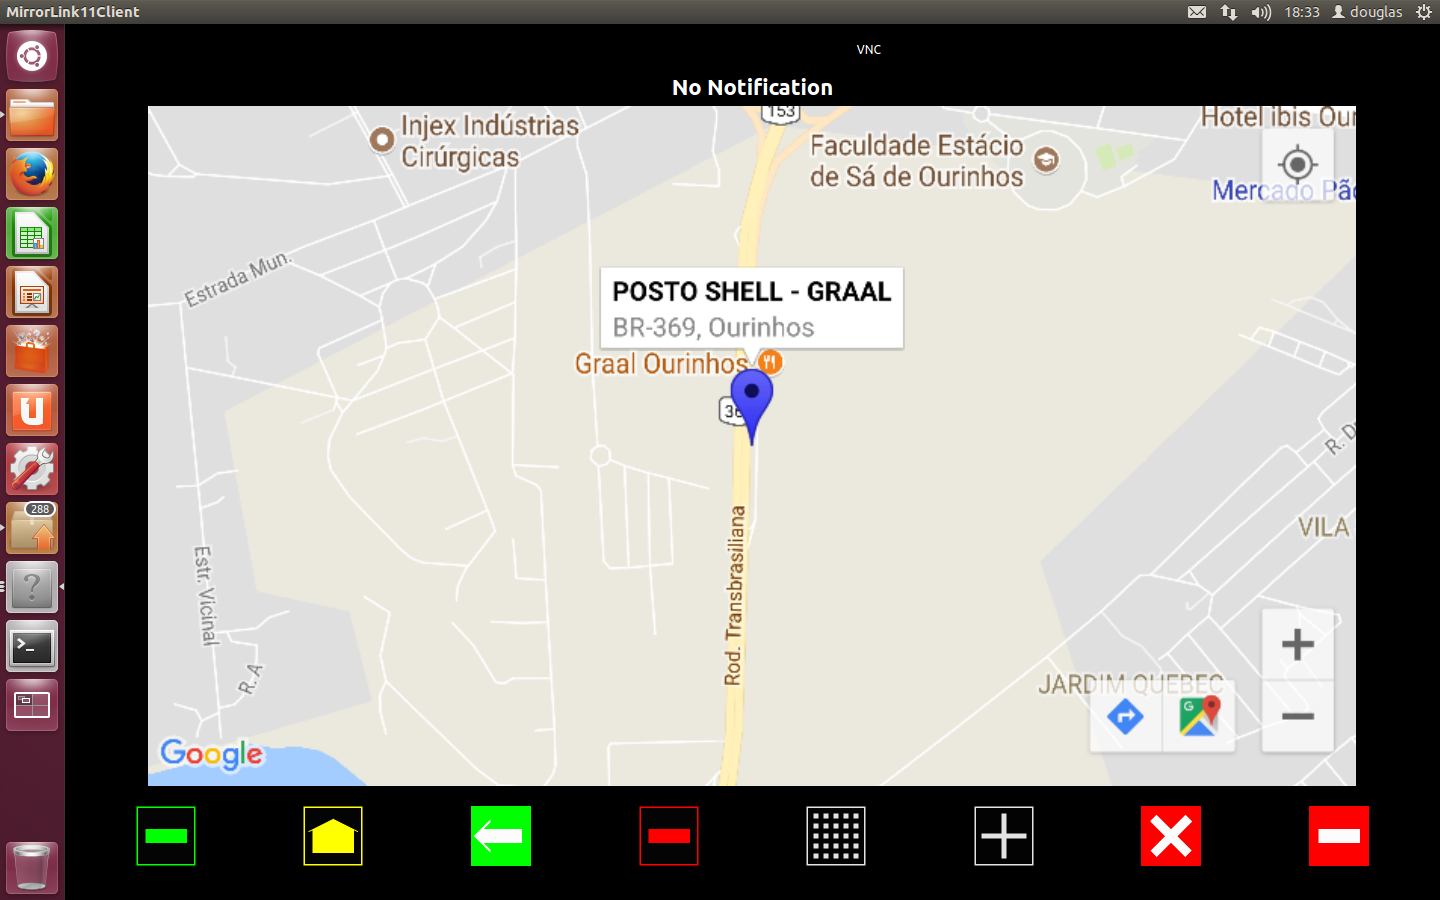 MirrorLink11Client
18:33
douglas
VNC
No Notification
153
Injex Indústrias
Cirúrgicas
Faculdade Estácio
de Sá de Ourinhos
Hotel ibis Our
Mercado Pão
Estrada Mun.
POSTO SHELL - GRAAL
BR-369, Ourinhos
Graal Ourinhos
36
R. D
288
VILA
Rod. Transbrasiliana
Estr. Vicinal
R. A
JARDIM QUEBEC
G
Google